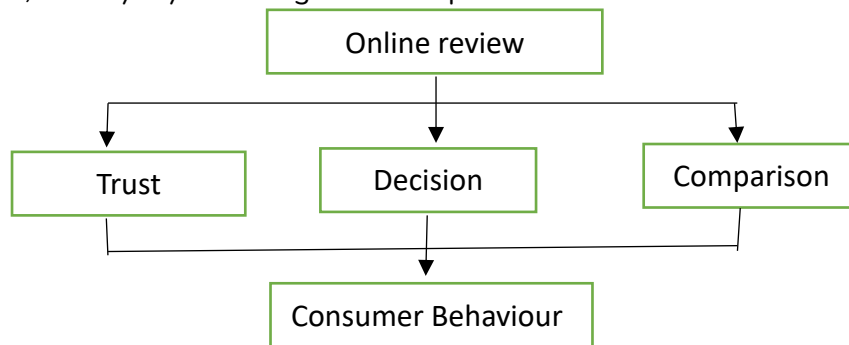 Online review
Trust
Decision
Comparison
Consumer Behaviour